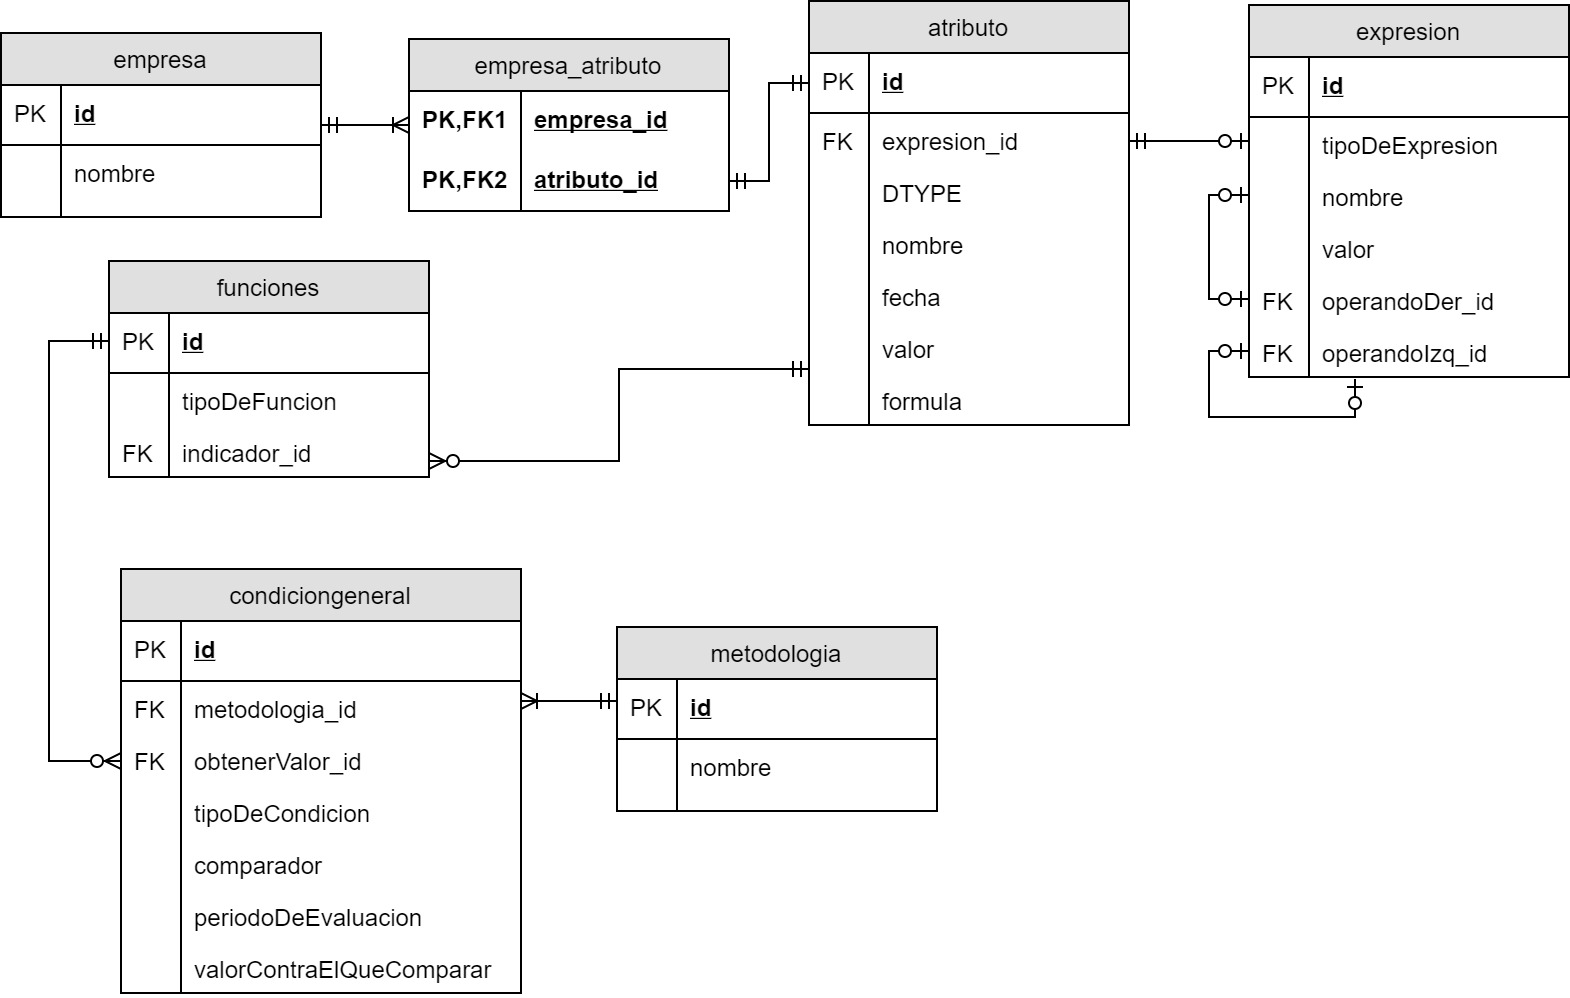 empresa
PK id
nombre
empresa_atributo
PK,FK1 empresa_id
PK,FK2 atributo_id
atributo
PK id
FK expresion_id
DTYPE
nombre
fecha
valor
formula
expresion
PK id
tipoDeExpresion
nombre
valor
FK operandoDer_id
FK operandoIzq_id
funciones
PK id
tipoDeFuncion
FK indicador_id
condiciongeneral
PK id
FK metodologia_id
FK obtenerValor_id
tipoDeCondicion
comparador
periodoDeEvaluacion
valorContraElQueComparar
metodologia
PK id
nombre